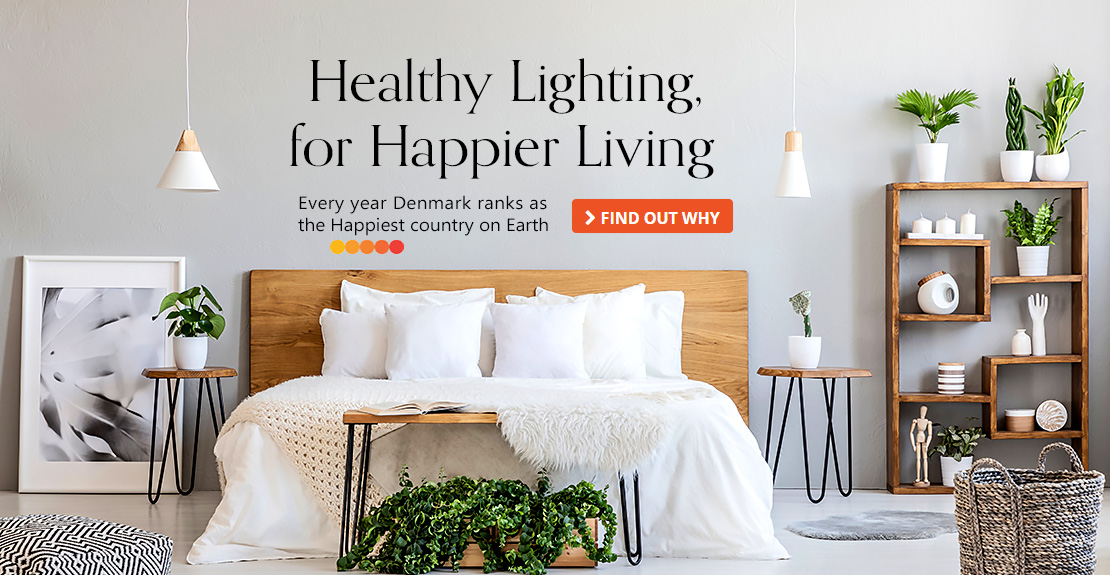 Healthy Lighting,
for Happier Living
Every year Denmark ranks as
the Happiest country on Earth
FIND OUT WHY